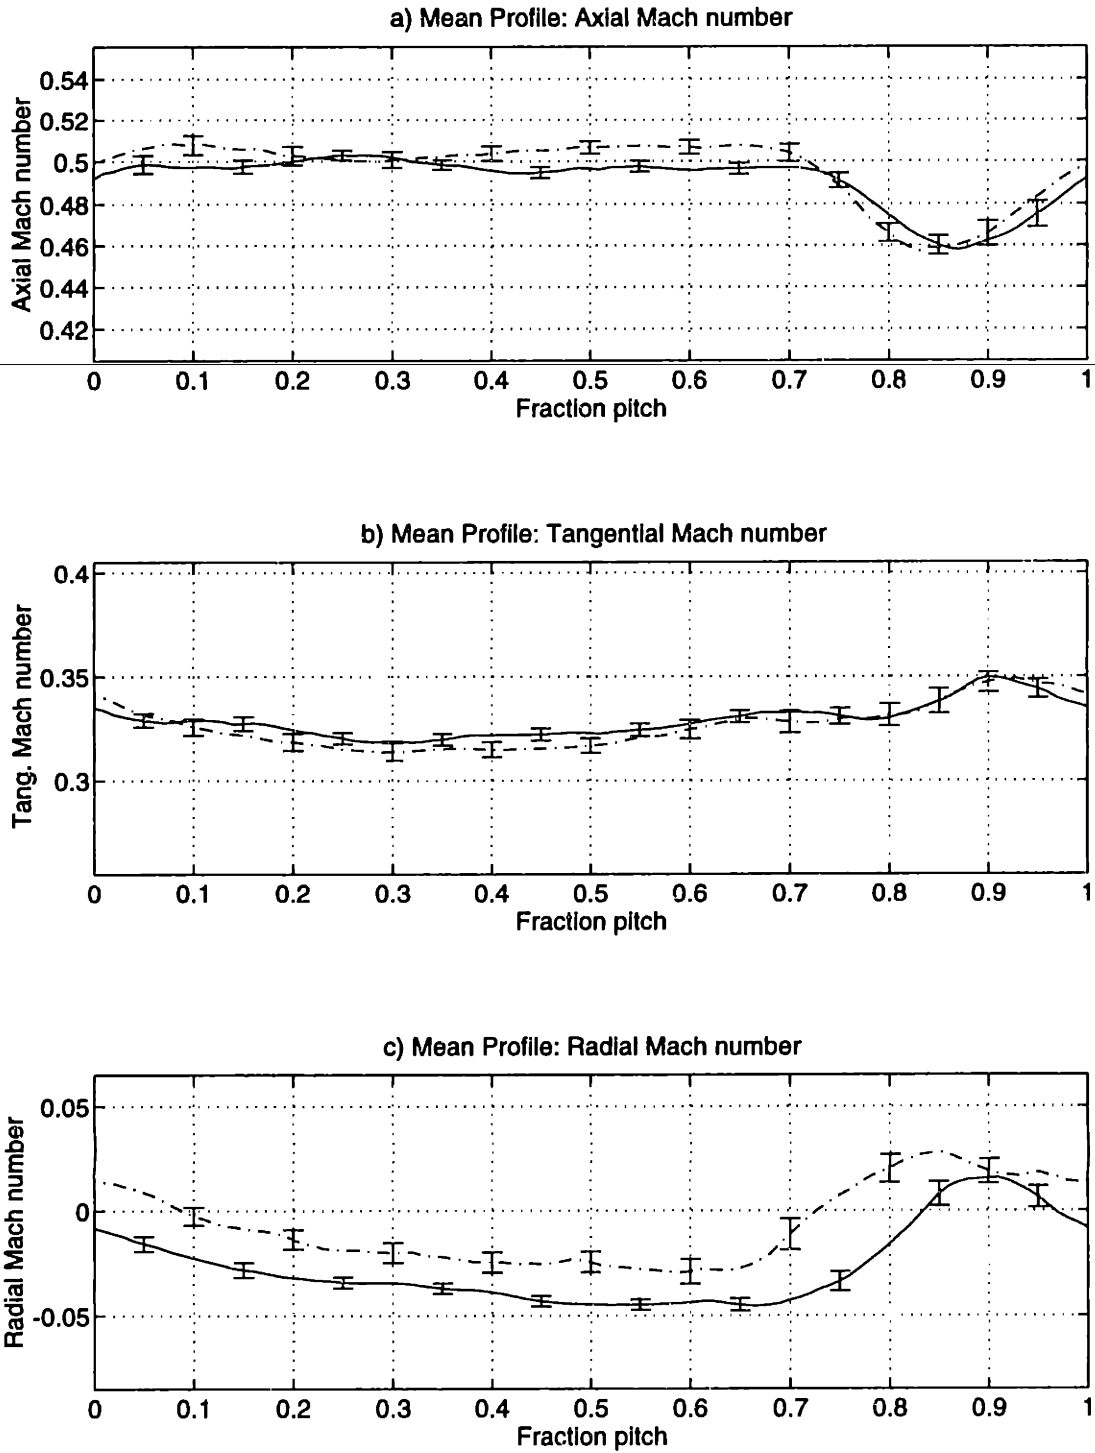 a) Mean Profile: Axial Mach number
Axial Mach number
0.54
0.52
0.5
0.48
0.46
0.44
0.42
0 0.1 0.2 0.3 0.4 0.5 0.6 0.7 0.8 0.9 1
Fraction pitch
b) Mean Profile: Tangential Mach number
Tang. Mach number
0.4
0.35
0.3
0 0.1 0.2 0.3 0.4 0.5 0.6 0.7 0.8 0.9 1
Fraction pitch
c) Mean Profile: Radial Mach number
Radial Mach number
0.05
0
-0.05
0 0.1 0.2 0.3 0.4 0.5 0.6 0.7 0.8 0.9 1
Fraction pitch